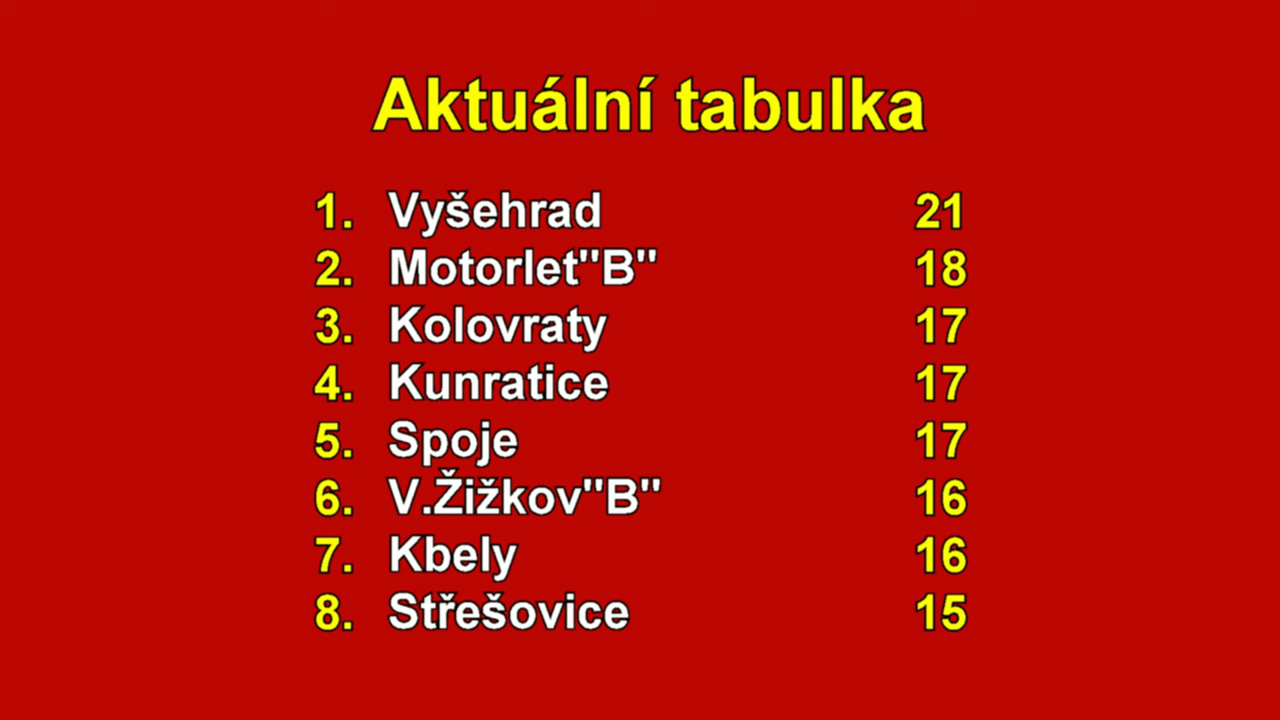 Aktuální tabulka
1. Vyšehrad 21
2. Motorlet"B" 18
3. Kolovraty 17
4. Kunratice 17
5. Spoje 17
6. V.Žižkov"B" 16
7. Kbely 16
8. Střešovice 15